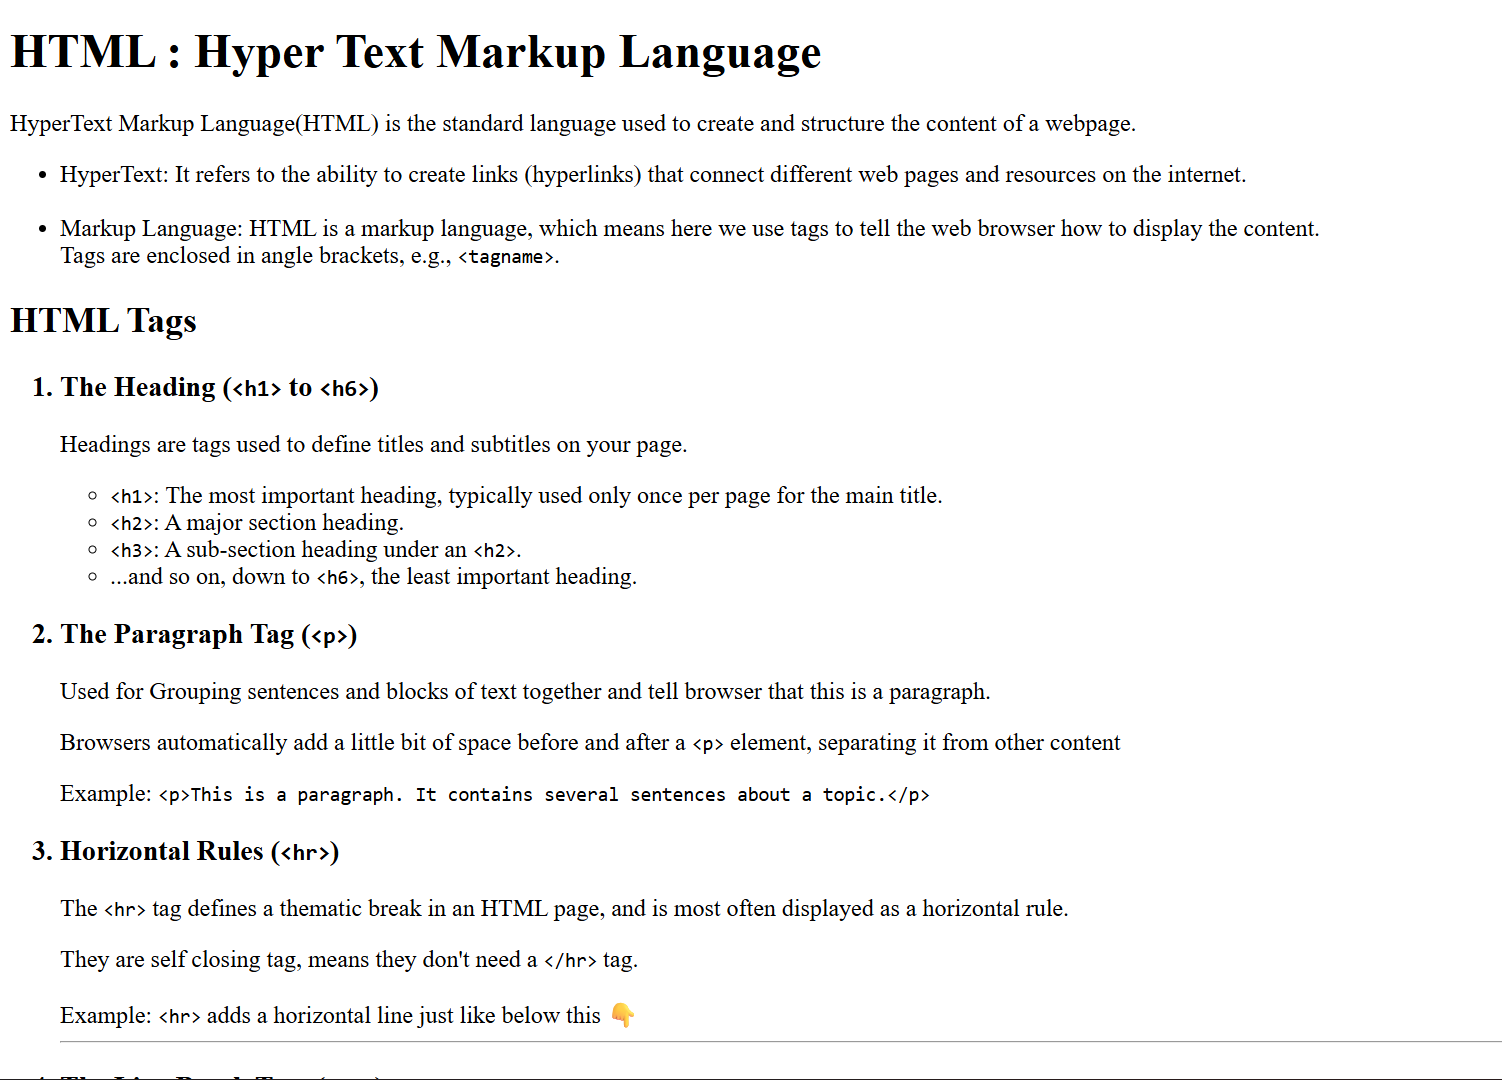 HTML : Hyper Text Markup Language
HyperText Markup Language(HTML) is the standard language used to create and structure the content of a webpage.
• HyperText: It refers to the ability to create links (hyperlinks) that connect different web pages and resources on the internet.
• Markup Language: HTML is a markup language, which means here we use tags to tell the web browser how to display the content.
Tags are enclosed in angle brackets, e.g., <tagname>.
HTML Tags
1. The Heading (<h1> to <h6>)
Headings are tags used to define titles and subtitles on your page.
◦ <h1>: The most important heading, typically used only once per page for the main title.
◦ <h2>: A major section heading.
◦ <h3>: A sub-section heading under an <h2>.
◦ ...and so on, down to <h6>, the least important heading.
2. The Paragraph Tag (<p>)
Used for Grouping sentences and blocks of text together and tell browser that this is a paragraph.
Browsers automatically add a little bit of space before and after a <p> element, separating it from other content
Example: <p>This is a paragraph. It contains several sentences about a topic.</p>
3. Horizontal Rules (<hr>)
The <hr> tag defines a thematic break in an HTML page, and is most often displayed as a horizontal rule.
They are self closing tag, means they don't need a </hr> tag.
Example: <hr> adds a horizontal line just like below this 👇